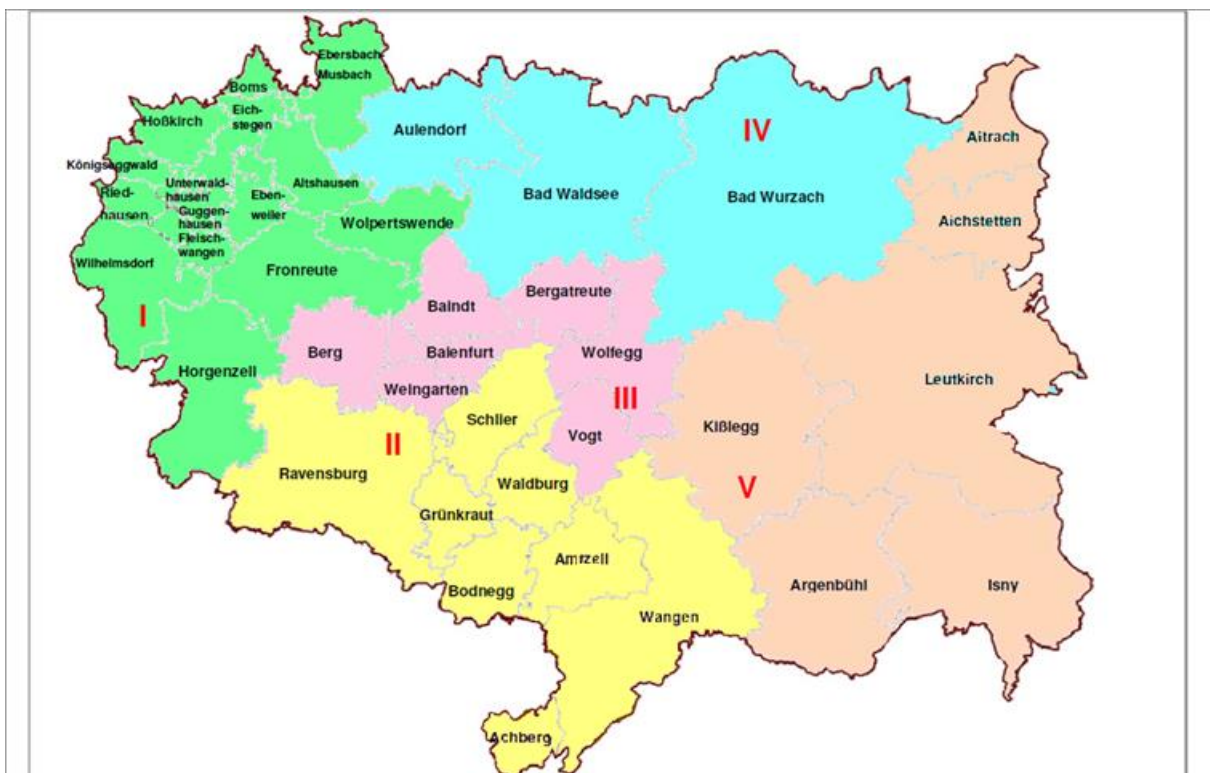 Ebersbach
Musbach
Boms
Eich-
stegen
Hoßkirch
Aulendorf
IV
Aitrach
Königseggwald
Unterwald-
hausen
Altshausen
Ried-
hausen
Eben-
weiler
Guggen-
hausen
Fleisch-
wangen
Bad Waldsee
Bad Wurzach
Aichstetten
Wolpertswende
Wilhelmsdorf
Fronreute
I
Baindt
Bergatreute
Berg
Baienfurt
Wolfegg
Horgenzell
Weingarten
Leutkirch
III
Schlier
Kißlegg
II
Vogt
Ravensburg
Waldburg
V
Grünkraut
Amtzell
Bodnegg
Argenbühl
Isny
Wangen
Achberg